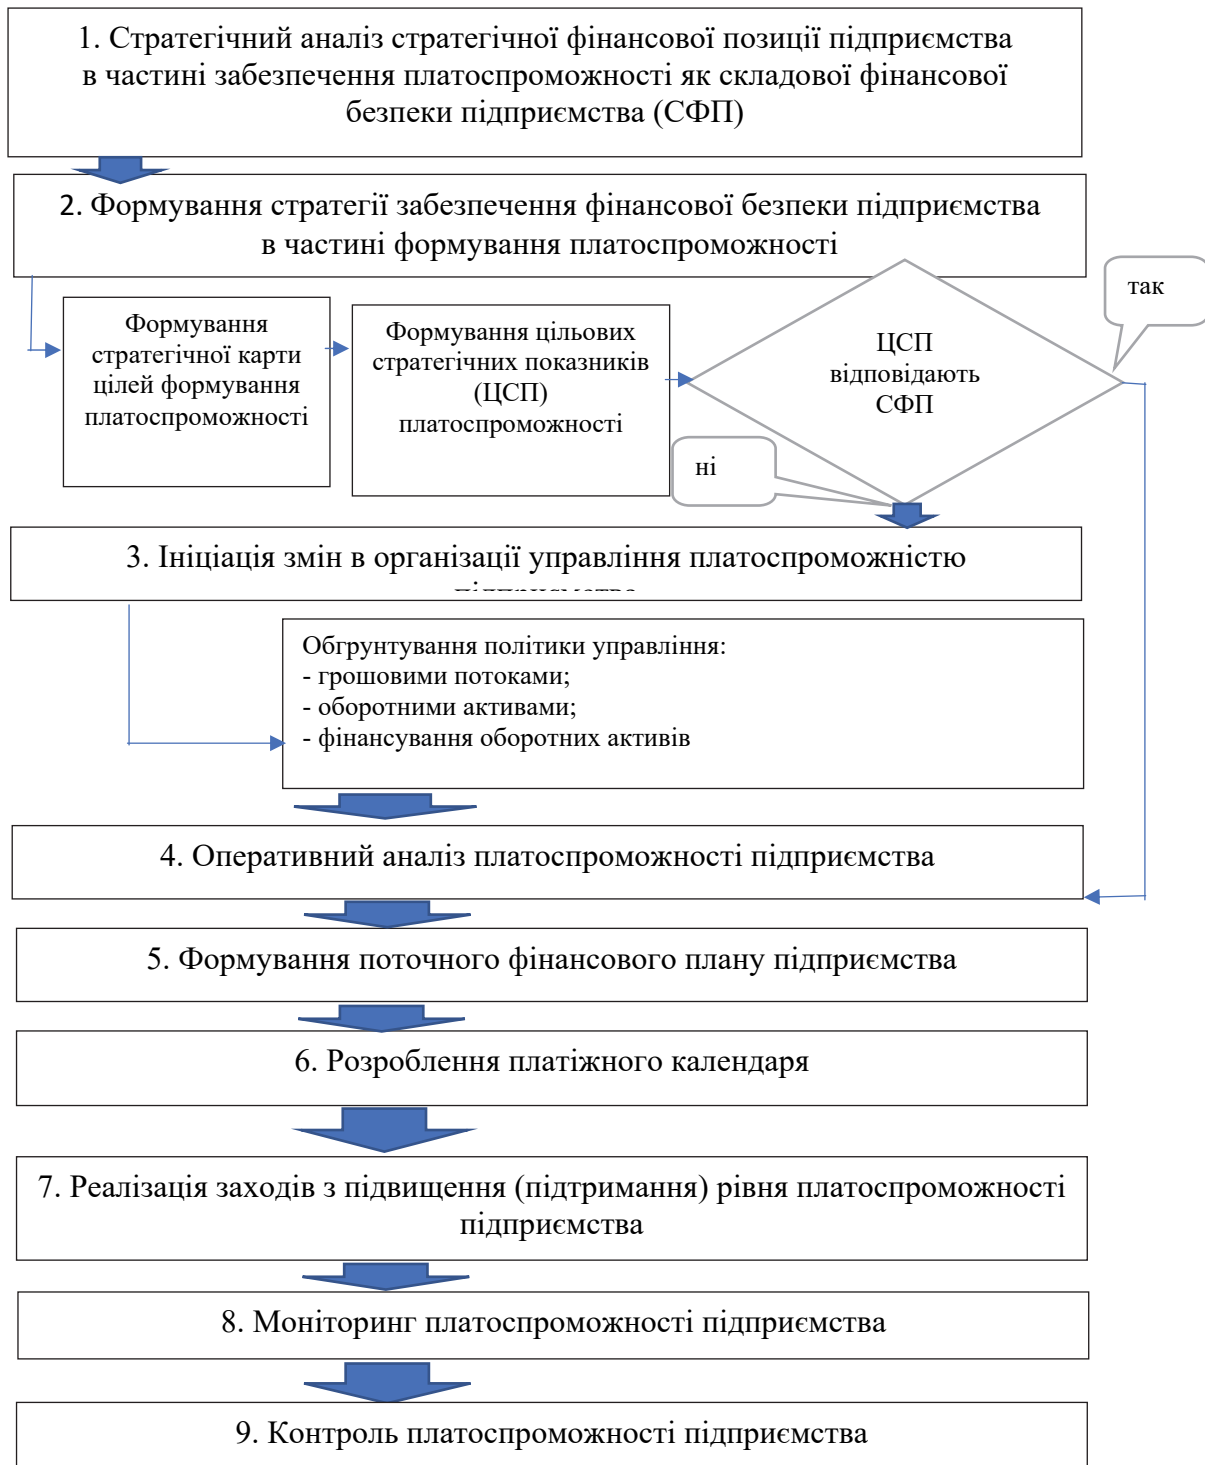 1. Стратегічний аналіз стратегічної фінансової позиції підприємства
в частині забезпечення платоспроможності як складової фінансової
безпеки підприємства (СФП)
2. Формування стратегії забезпечення фінансової безпеки підприємства
в частині формування платоспроможності
Формування
стратегічної карти
цілей формування
платоспроможності
Формування цільових
стратегічних показників
(ЦСП)
платоспроможності
ЦСП
відповідають
СФП
так
ні
3. Ініціація змін в організації управління платоспроможністю
Обгрунтування політики управління:
- грошовими потоками;
- оборотними активами;
- фінансування оборотних активів
4. Оперативний аналіз платоспроможності підприємства
5. Формування поточного фінансового плану підприємства
6. Розроблення платіжного календаря
7. Реалізація заходів з підвищення (підтримання) рівня платоспроможності
підприємства
8. Моніторинг платоспроможності підприємства
9. Контроль платоспроможності підприємства